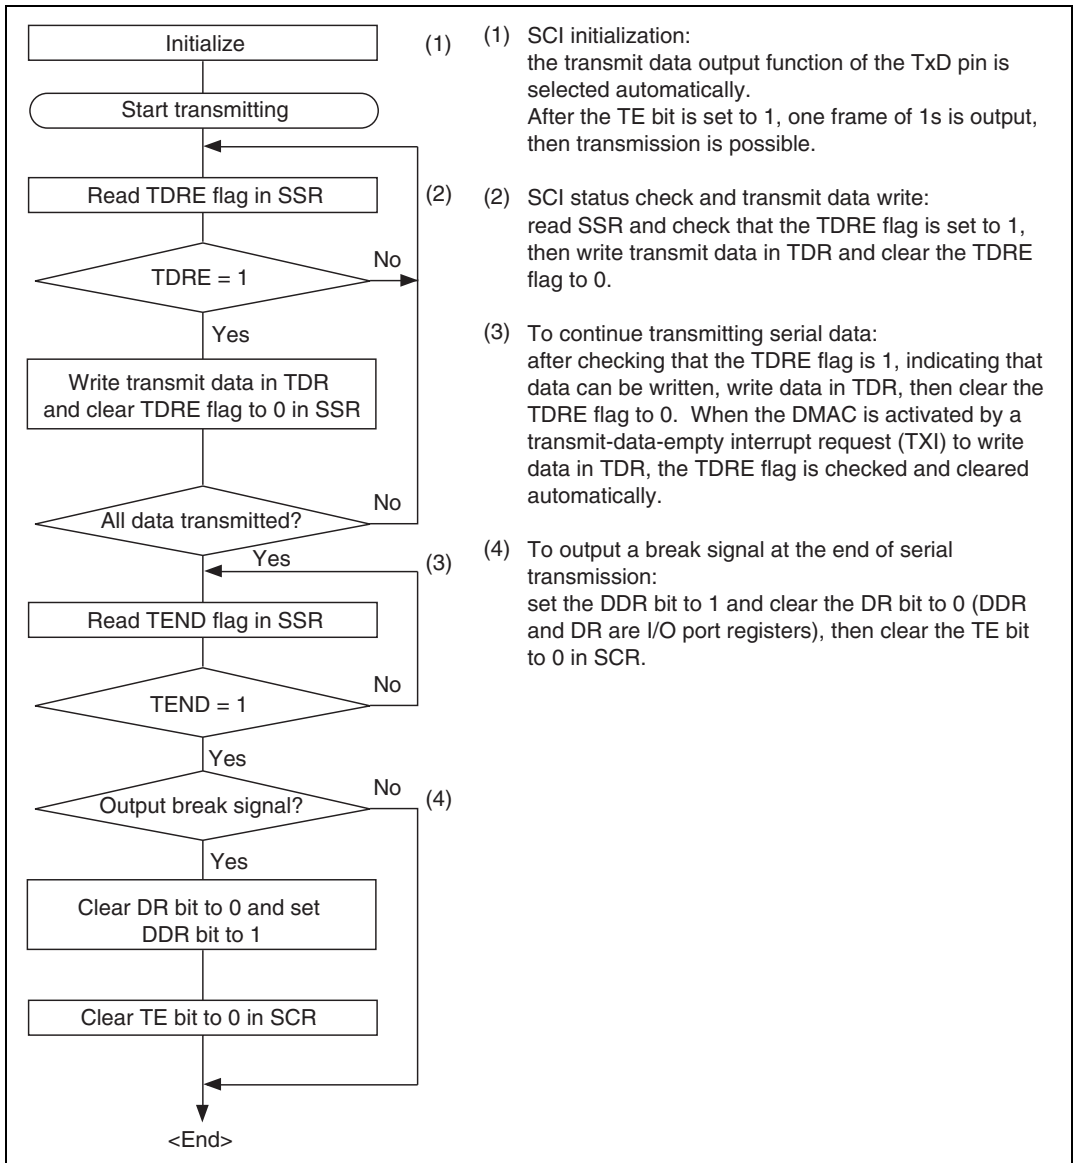 Initialize
(1)
Start transmitting
Read TDRE flag in SSR
(2)
TDRE = 1
No
Yes
Write transmit data in TDR
and clear TDRE flag to 0 in SSR
All data transmitted?
No
Yes
(3)
Read TEND flag in SSR
TEND = 1
No
Yes
Output break signal?
No
(4)
Yes
Clear DR bit to 0 and set
DDR bit to 1
Clear TE bit to 0 in SCR
<End>
(1) SCI initialization:
the transmit data output function of the TxD pin is
selected automatically.
After the TE bit is set to 1, one frame of 1s is output,
then transmission is possible.
(2) SCI status check and transmit data write:
read SSR and check that the TDRE flag is set to 1,
then write transmit data in TDR and clear the TDRE
flag to 0.
(3) To continue transmitting serial data:
after checking that the TDRE flag is 1, indicating that
data can be written, write data in TDR, then clear the
TDRE flag to 0.  When the DMAC is activated by a
transmit-data-empty interrupt request (TXI) to write
data in TDR, the TDRE flag is checked and cleared
automatically.
(4) To output a break signal at the end of serial
transmission:
set the DDR bit to 1 and clear the DR bit to 0 (DDR
and DR are I/O port registers), then clear the TE bit
to 0 in SCR.